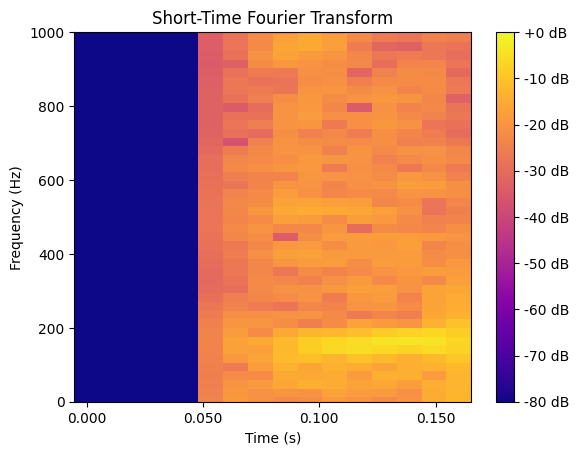 Short-Time Fourier Transform
1000
800
600
400
200
0
Frequency (Hz)
0.000
0.050
0.100
0.150
Time (s)
+0 dB
-10 dB
-20 dB
-30 dB
-40 dB
-50 dB
-60 dB
-70 dB
-80 dB